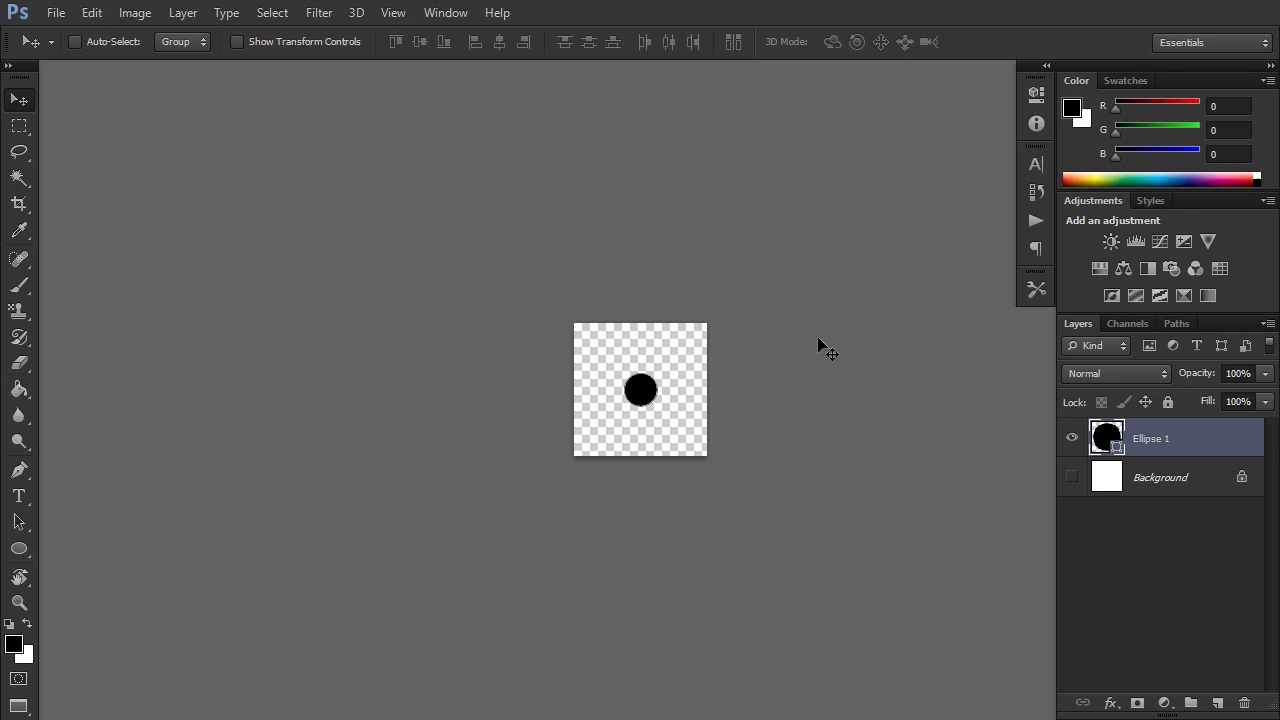 Ps File Edit Image Layer Type Select Filter 3D View Window Help
Auto-Select: Group Show Transform Controls 3D Mode: Essentials
Color Swatches
R 0
G 0
B 0
Adjustments Styles
Add an adjustment
Layers Channels Paths
Kind
Normal Opacity: 100%
Lock: Fill: 100%
Ellipse 1
Background